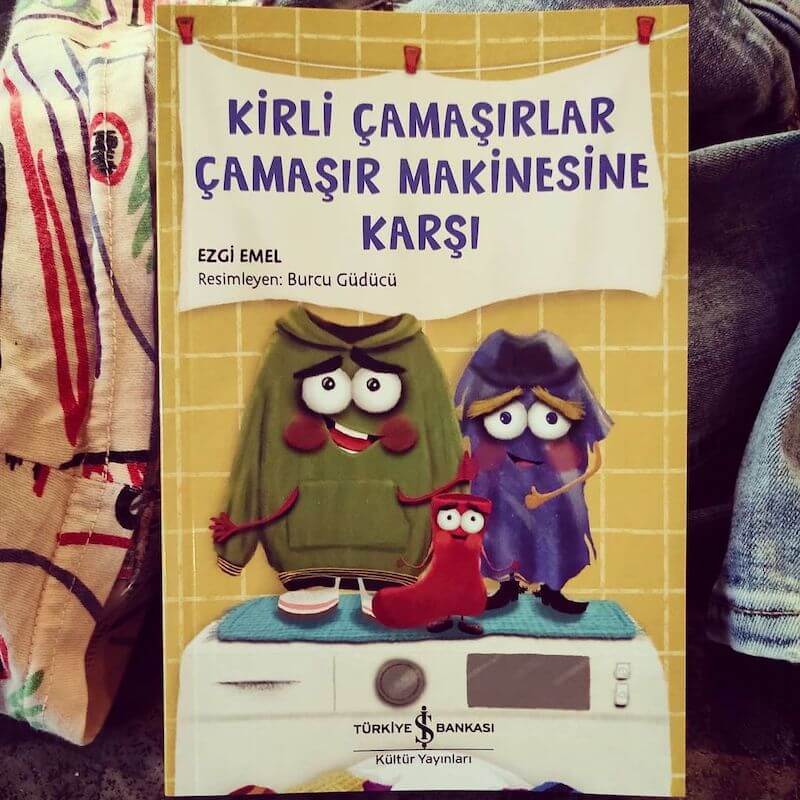 KİRLİ ÇAMAŞIRLAR
ÇAMAŞIR MAKİNESİNE
KARŞI
EZGİ EMEL
Resimleyen: Burcu Güdücü
TÜRKİYE İŞ BANKASI
Kültür Yayınları